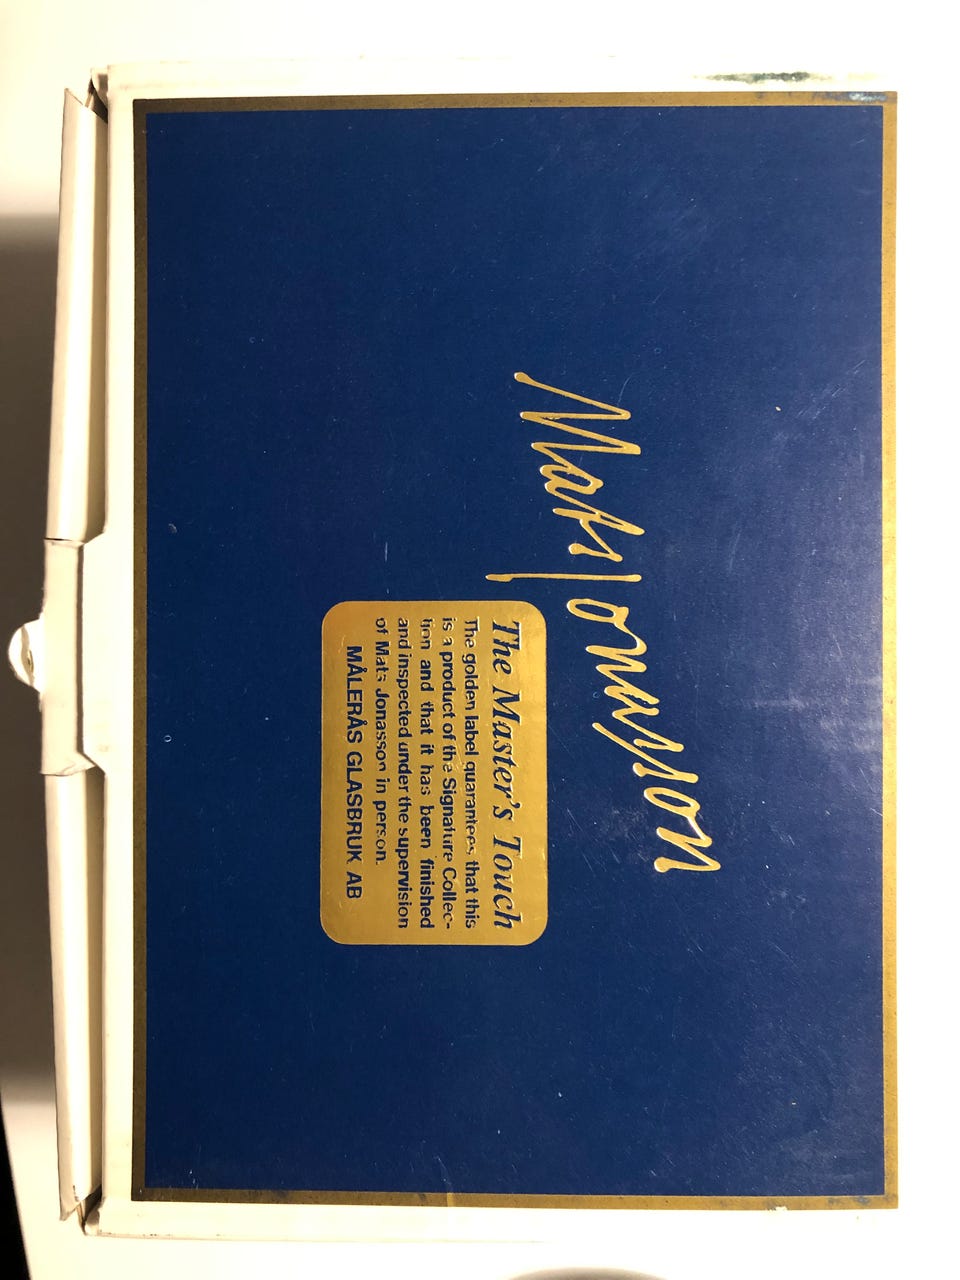 Mats Jonasson
The Master's Touch
The golden label quarantees, that this
is a product of the Signature Collec-
tion and that it has been finished
and inspected under the supervision
of Mats Jonasson in person.
MÅLERÅS GLASBRUK AB